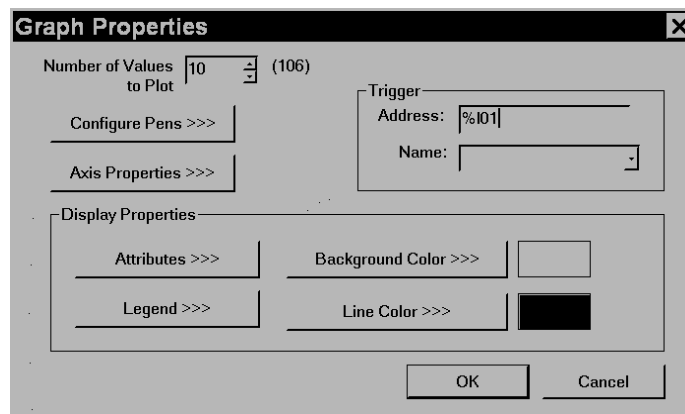 Graph Properties
Number of Values
to Plot
10
(106)
Configure Pens >>>
Axis Properties >>>
Trigger
Address:
%I01
Name:
Display Properties
Attributes >>>
Background Color >>>
Legend >>>
Line Color >>>
OK
Cancel